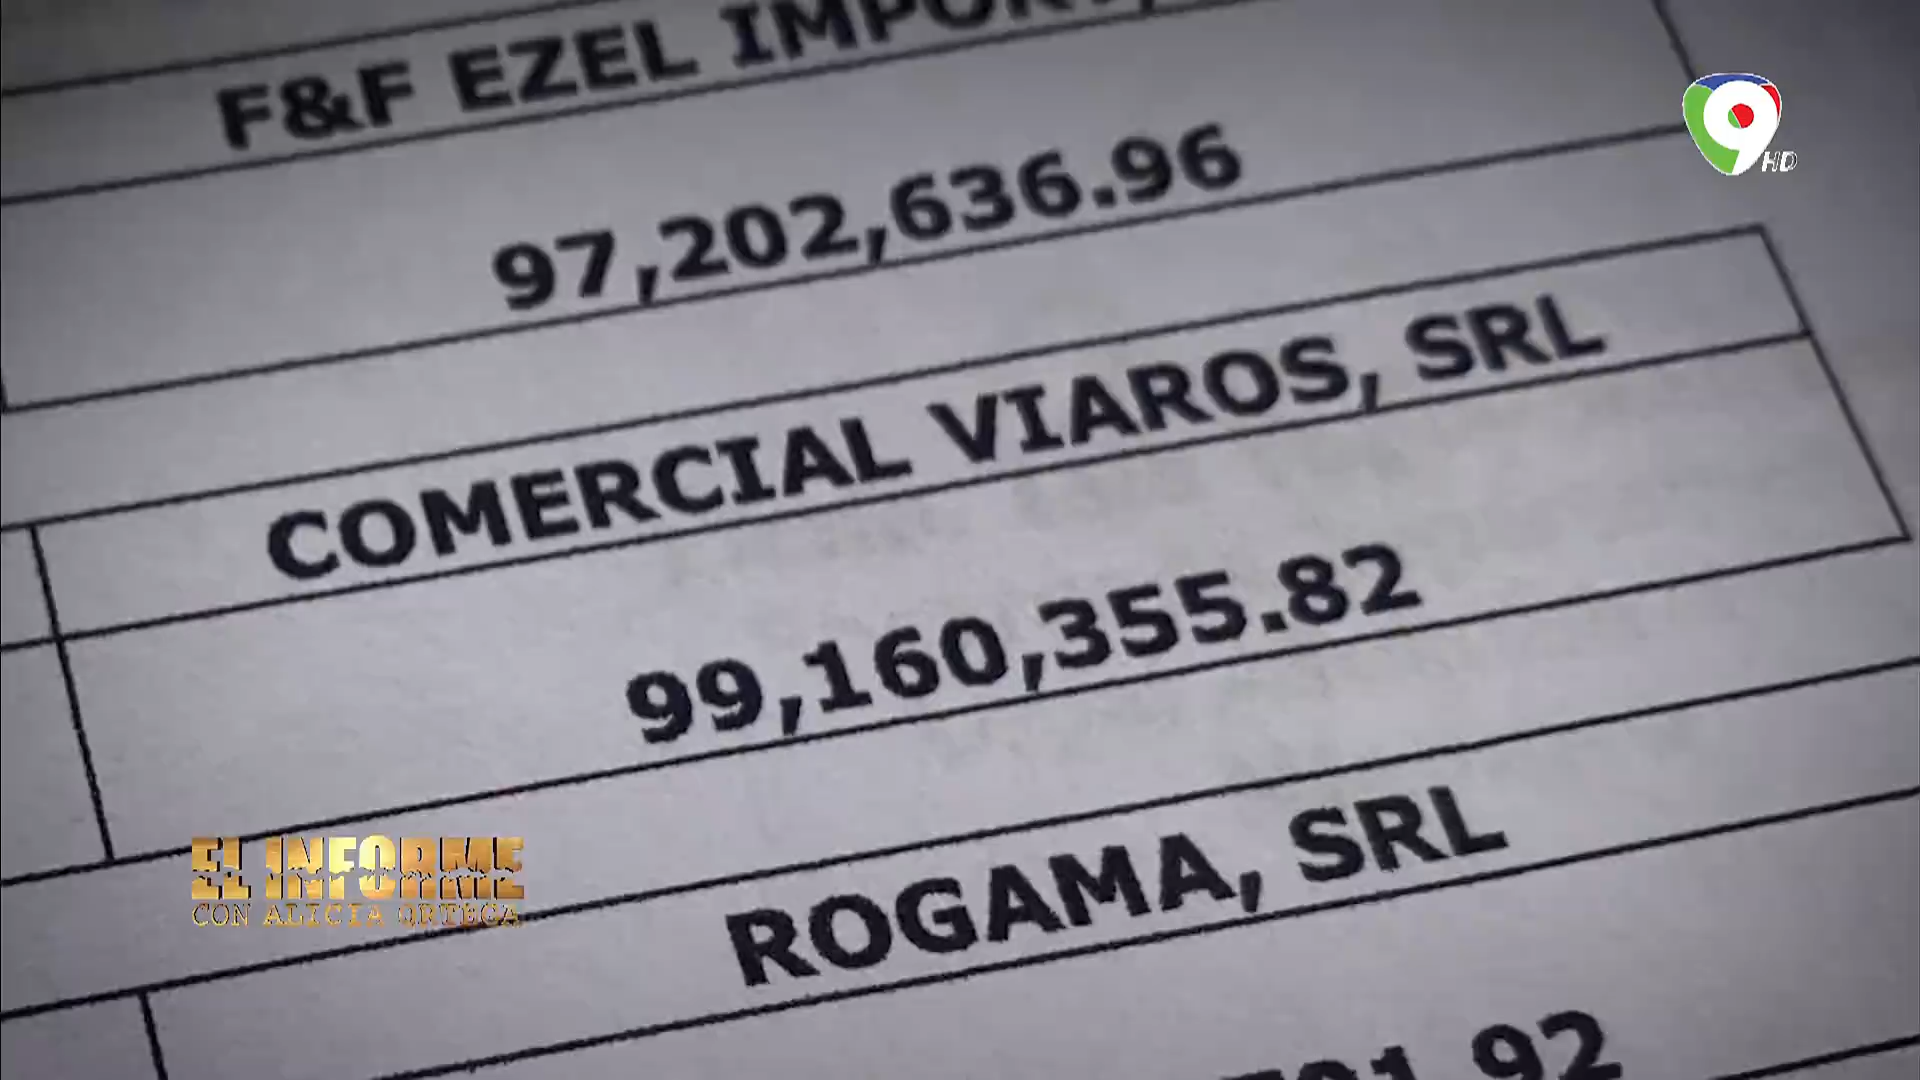 F&F EZEL
97,202,636.96
COMERCIAL VIAROS, SRL
99,160,355.82
ROGAMA, SRL
9 HD
EL INFORME
CON ALICIA ORTEGA